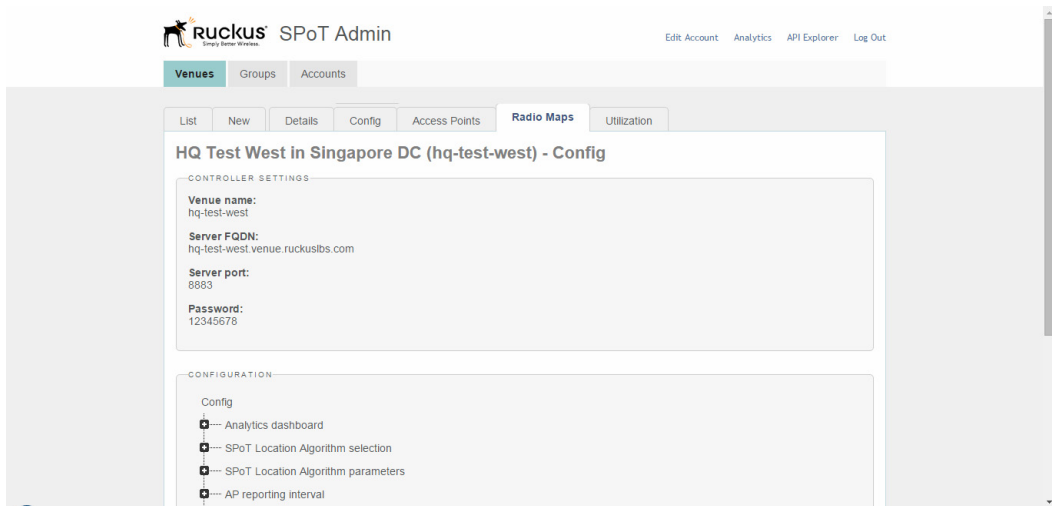 Ruckus SPoT Admin
Simply Better Wireless.
Edit Account Analytics API Explorer Log Out
Venues Groups Accounts
List New Details Config Access Points Radio Maps Utilization
HQ Test West in Singapore DC (hq-test-west) - Config
CONTROLLER SETTINGS
Venue name:
hq-test-west
Server FQDN:
hq-test-west.venue.ruckuslbs.com
Server port:
8883
Password:
12345678
CONFIGURATION
Config
Analytics dashboard
SPoT Location Algorithm selection
SPoT Location Algorithm parameters
AP reporting interval